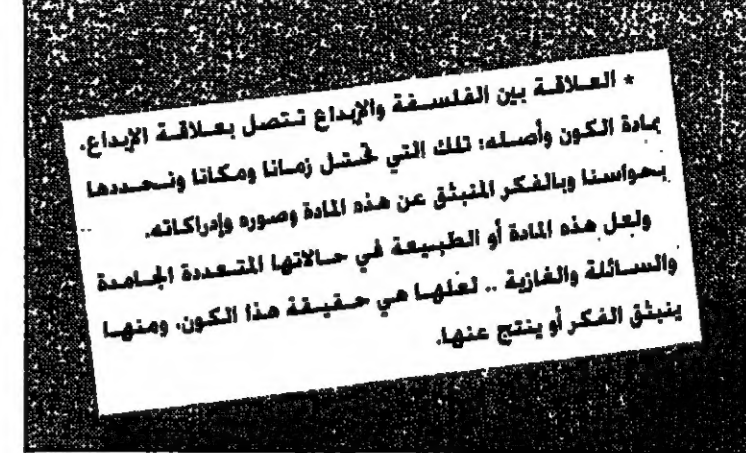 * العلاقة بين الفلسفة والإبداع تتصل بعلاقة الإبداع،
بمادة الكون وأصله؛ تلك التي تحتل زمانا ومكانا ونحددها
بحواسنا وبالفكر المنبثق عن هذه المادة وصوره وإدراكاته.
ولعل هذه المادة أو الطبيعة في حالاتها المتعددة الجامدة
والسائلة والغازية .. لعلها هي حقيقة هذا الكون، ومنها
ينبثق الفكر أو ينتج عنها.